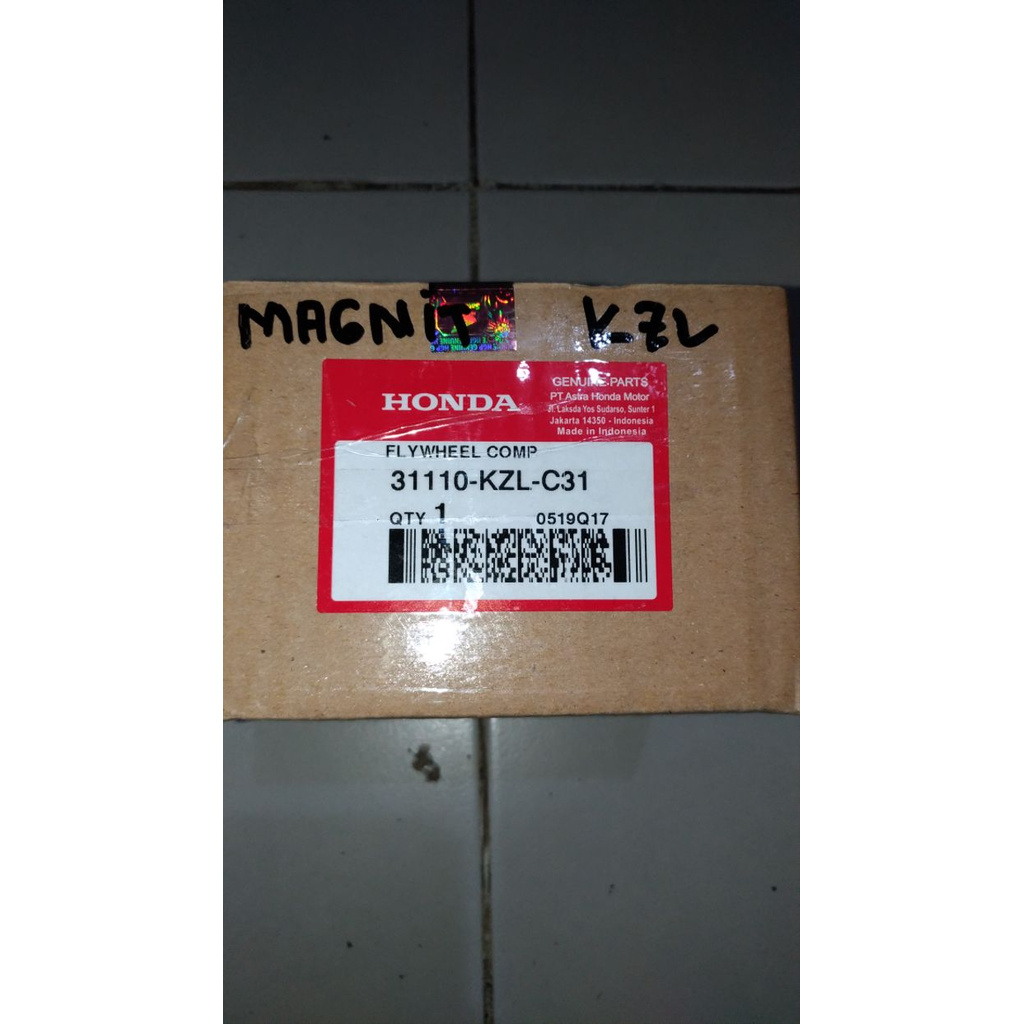 MAGNiT KZL
HONDA
GENUINE PARTS
PT Astra Honda Motor
Jl. Laksda Yos Sudarso, Sunter 1
Jakarta 14350 - Indonesia
Made in Indonesia
FLYWHEEL COMP
31110-KZL-C31
QTY 1 0519Q17